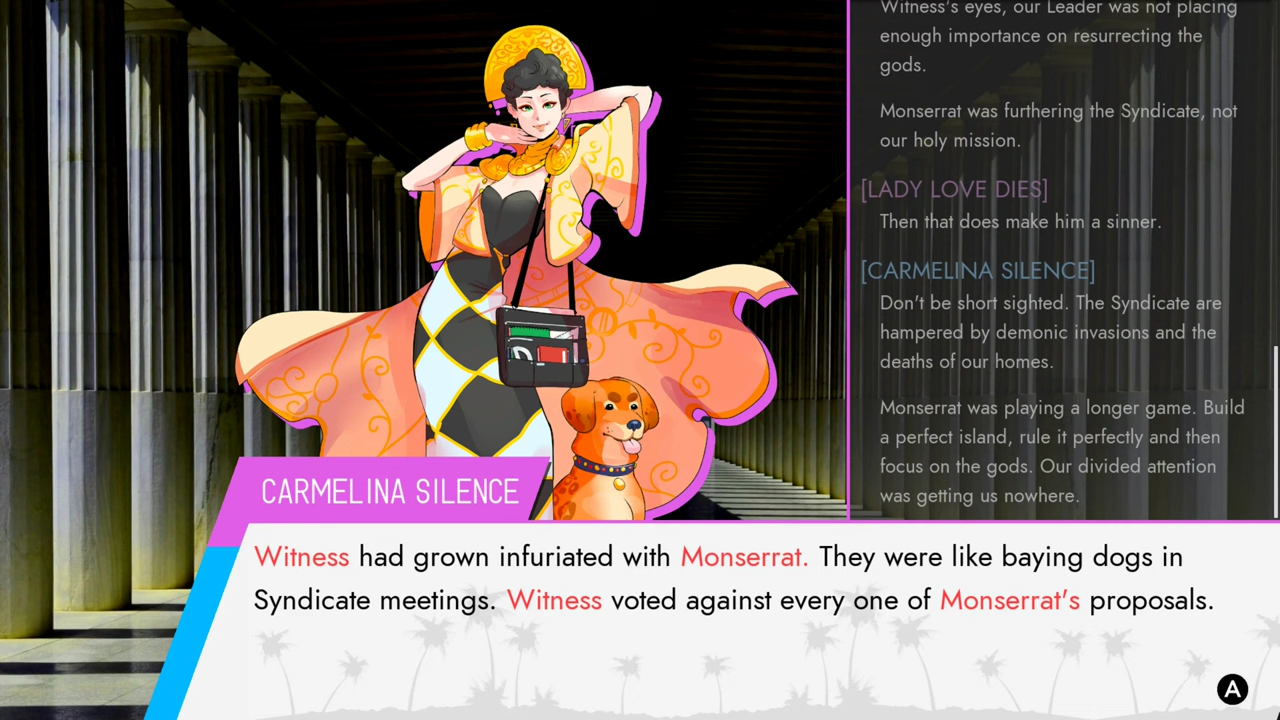 Witness's eyes, our Leader was not placing
enough importance on resurrecting the
gods.
Monserrat was furthering the Syndicate, not
our holy mission.
[LADY LOVE DIES]
Then that does make him a sinner.
[CARMELINA SILENCE]
Don't be short sighted. The Syndicate are
hampered by demonic invasions and the
deaths of our homes.
Monserrat was playing a longer game. Build
a perfect island, rule it perfectly and then
focus on the gods. Our divided attention
was getting us nowhere.
CARMELINA SILENCE
Witness had grown infuriated with Monserrat. They were like baying dogs in
Syndicate meetings. Witness voted against every one of Monserrat's proposals.
A